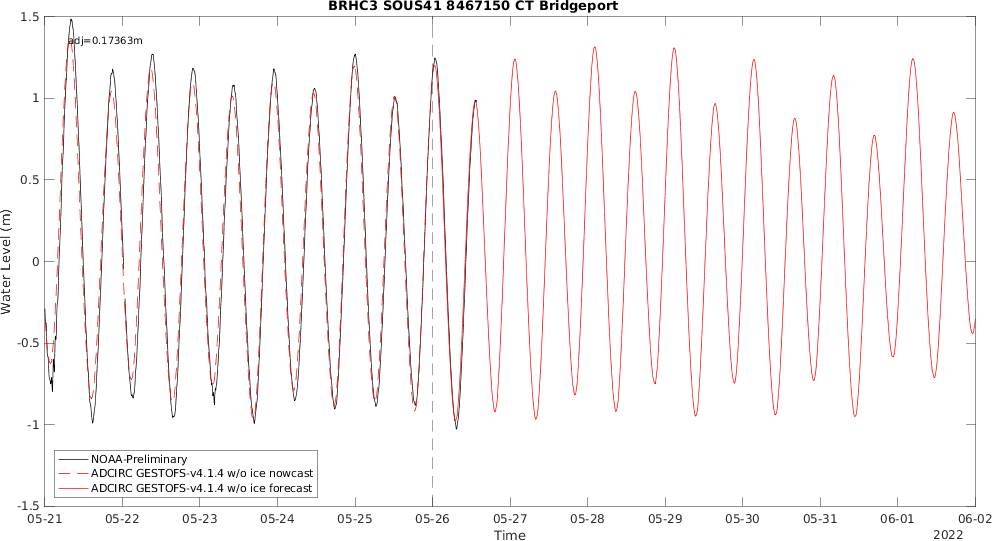 BRHC3 SOUS41 8467150 CT Bridgeport
1.5
adj=0.17363m
1
0.5
0
-0.5
-1
-1.5
Water Level (m)
NOAA-Preliminary
ADCIRC GESTOFS-v4.1.4 w/o ice nowcast
ADCIRC GESTOFS-v4.1.4 w/o ice forecast
05-21 05-22 05-23 05-24 05-25 05-26 05-27 05-28 05-29 05-30 05-31 06-01 06-02
Time
2022